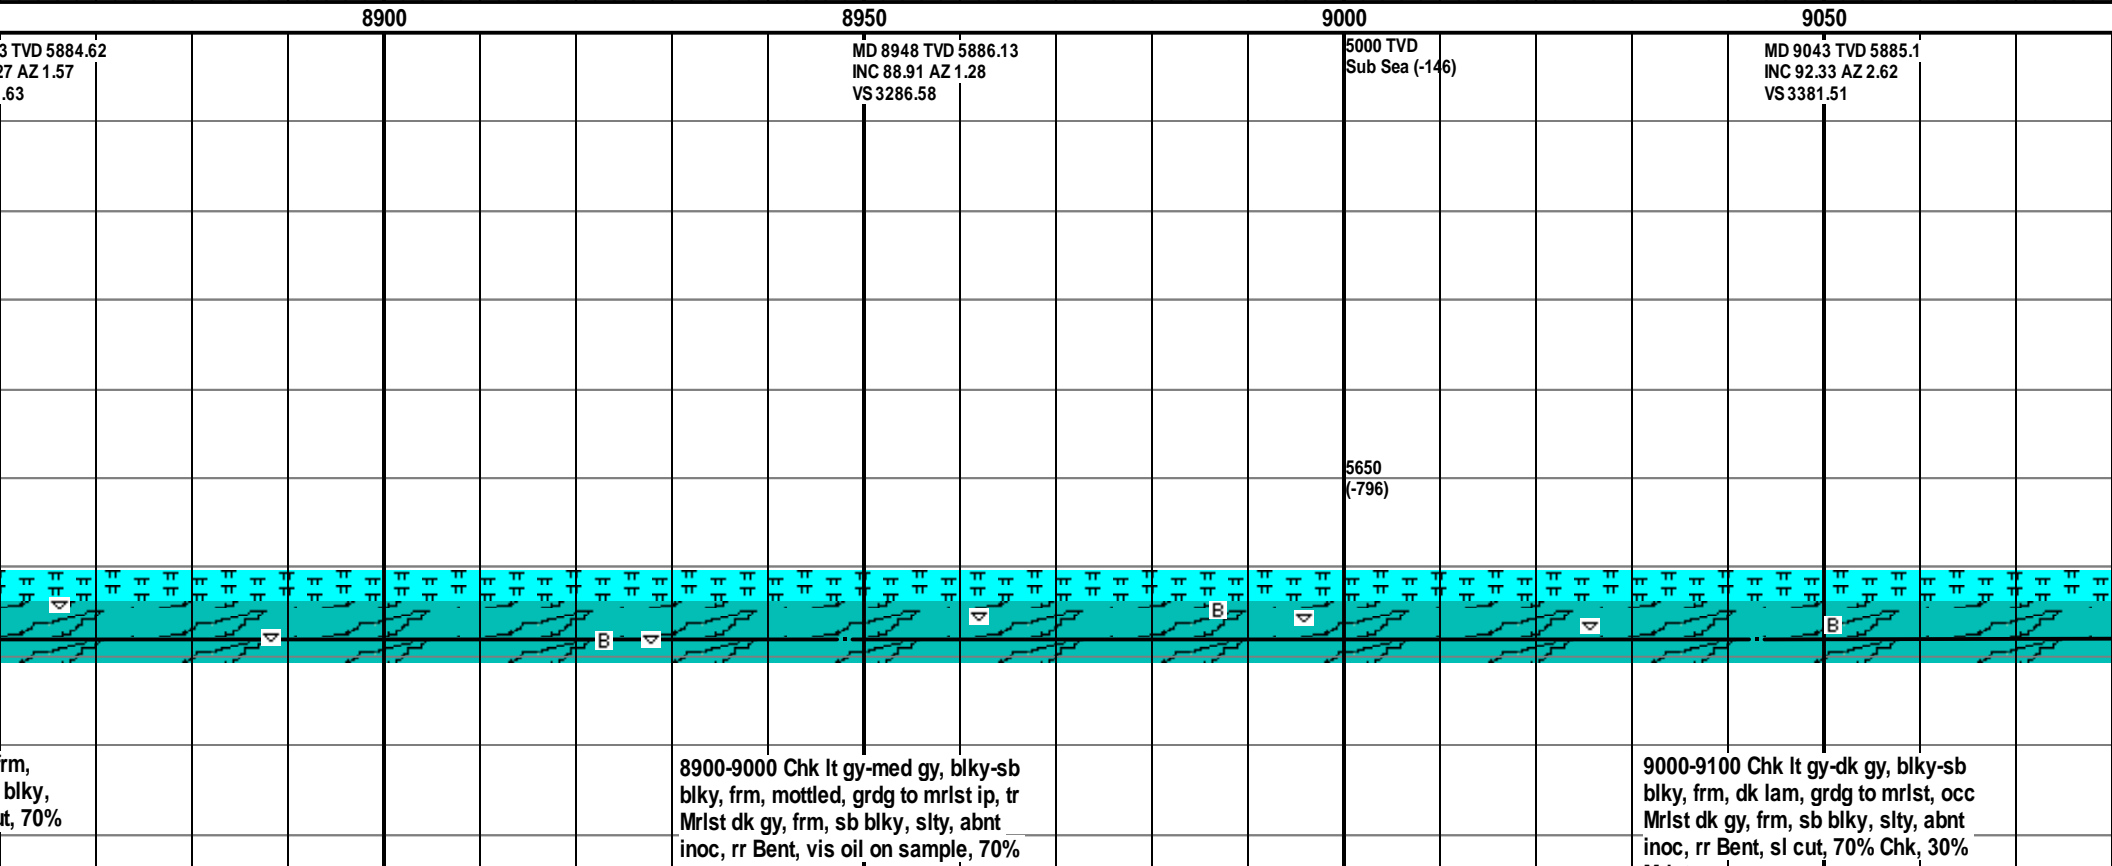 8900
8950
9000
9050
3 TVD 5884.62
27 AZ 1.57
.63
MD 8948 TVD 5886.13
INC 88.91 AZ 1.28
VS 3286.58
5000 TVD
Sub Sea (-146)
MD 9043 TVD 5885.1
INC 92.33 AZ 2.62
VS 3381.51
5650
(-796)
B
B
B
frm,
blky,
ut, 70%
8900-9000 Chk lt gy-med gy, blky-sb
blky, frm, mottled, grdg to mrlst ip, tr
Mrlst dk gy, frm, sb blky, slty, abnt
inoc, rr Bent, vis oil on sample, 70%
9000-9100 Chk lt gy-dk gy, blky-sb
blky, frm, dk lam, grdg to mrlst, occ
Mrlst dk gy, frm, sb blky, slty, abnt
inoc, rr Bent, sl cut, 70% Chk, 30%